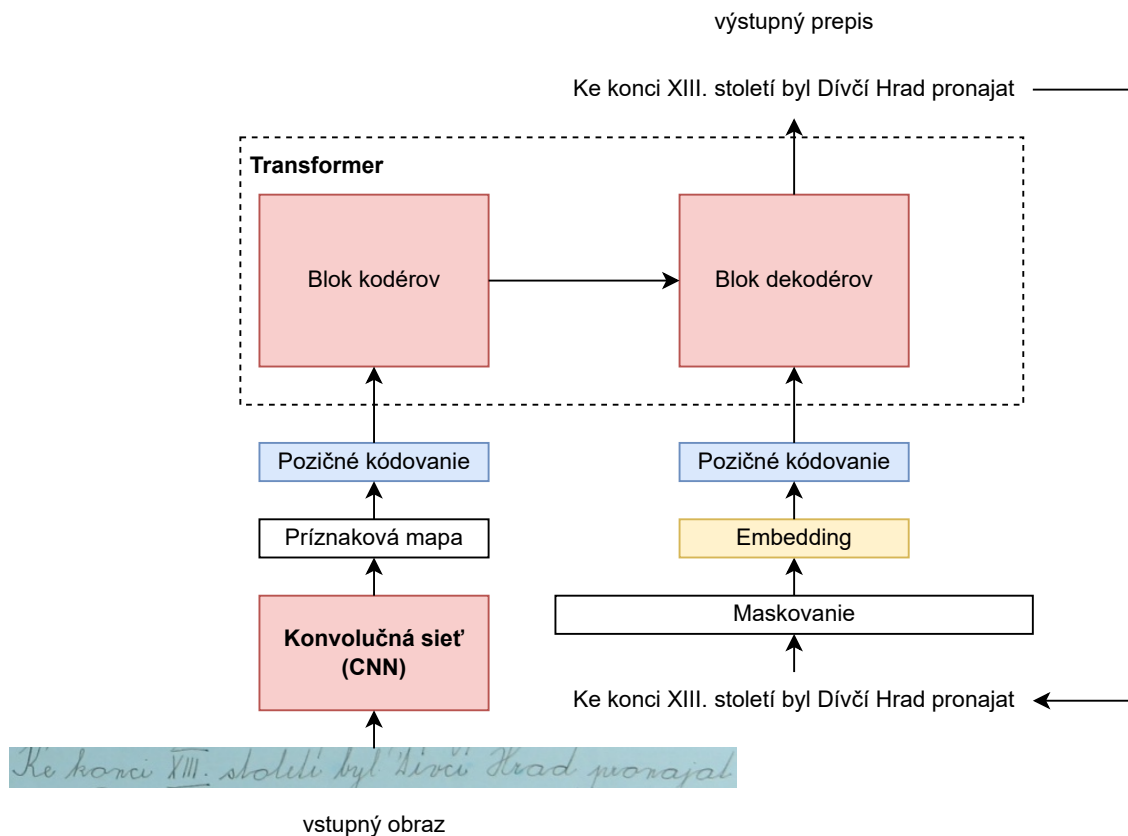 výstupný prepis
Ke konci XIII. století byl Dívčí Hrad pronajat
Transformer
Blok kodérov
Blok dekodérov
Pozičné kódovanie
Pozičné kódovanie
Príznaková mapa
Embedding
Maskovanie
Konvolučná sieť
(CNN)
Ke konci XIII. století byl Dívčí Hrad pronajat
Ke konci XIII. století byl Dívčí Hrad pronajat
vstupný obraz